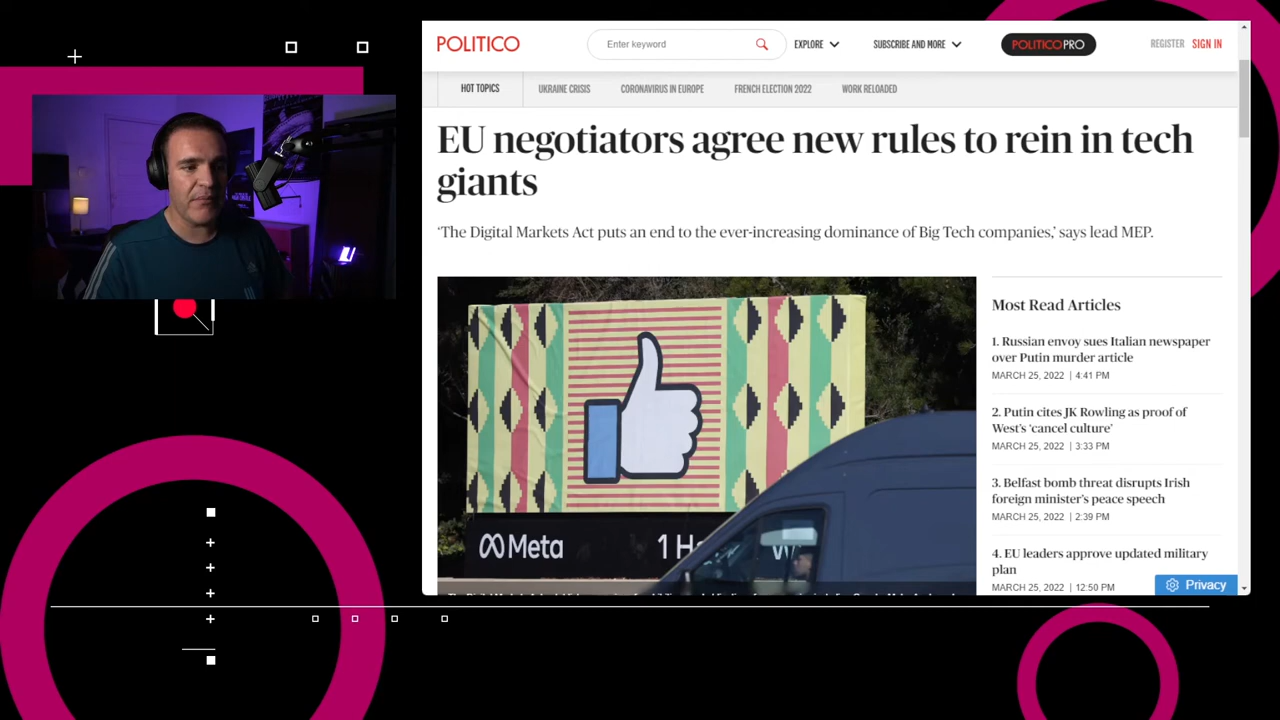 POLITICO
Enter keyword
EXPLORE
SUBSCRIBE AND MORE
POLITICOPRO
REGISTER
SIGN IN
HOT TOPICS
UKRAINE CRISIS
CORONAVIRUS IN EUROPE
FRENCH ELECTION 2022
WORK RELOADED
EU negotiators agree new rules to rein in tech
giants
‘The Digital Markets Act puts an end to the ever-increasing dominance of Big Tech companies,’ says lead MEP.
Meta
Most Read Articles
1. Russian envoy sues Italian newspaper
over Putin murder article
MARCH 25, 2022 | 4:41 PM
2. Putin cites JK Rowling as proof of
West’s ‘cancel culture’
MARCH 25, 2022 | 3:33 PM
3. Belfast bomb threat disrupts Irish
foreign minister’s peace speech
MARCH 25, 2022 | 2:39 PM
4. EU leaders approve updated military
plan
MARCH 25, 2022 | 12:50 PM
Privacy